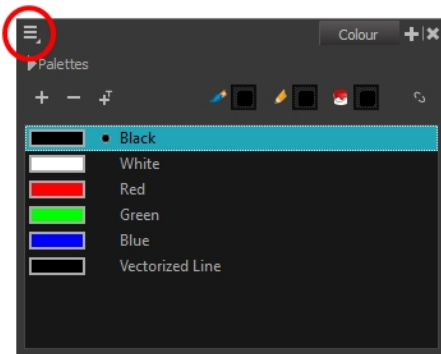 Colour
Palettes
Black
White
Red
Green
Blue
Vectorized Line